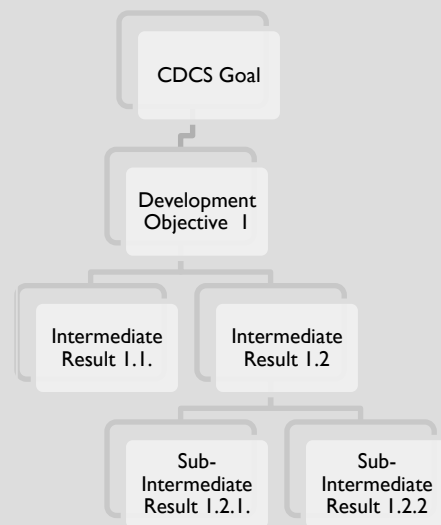 CDCS Goal
Development
Objective 1
Intermediate
Result 1.1.
Intermediate
Result 1.2
Sub-
Intermediate
Result 1.2.1.
Sub-
Intermediate
Result 1.2.2